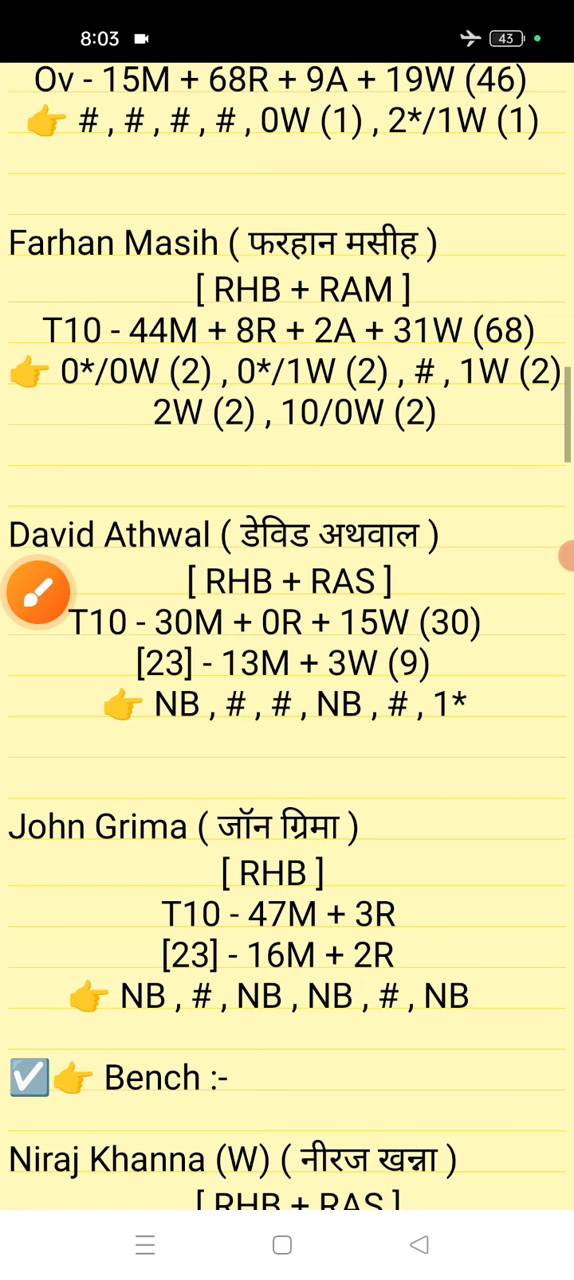 8:03
43
Ov - 15M + 68R + 9A + 19W (46)
👉 # , # , # , # , 0W (1) , 2*/1W (1)
Farhan Masih ( फरहान मसीह )
[ RHB + RAM ]
T10 - 44M + 8R + 2A + 31W (68)
👉 0*/0W (2) , 0*/1W (2) , # , 1W (2)
2W (2) , 10/0W (2)
David Athwal ( डेविड अथवाल )
[ RHB + RAS ]
T10 - 30M + 0R + 15W (30)
[23] - 13M + 3W (9)
👉 NB , # , # , NB , # , 1*
John Grima ( जॉन ग्रिमा )
[ RHB ]
T10 - 47M + 3R
[23] - 16M + 2R
👉 NB , # , NB , NB , # , NB
☑️👉 Bench :-
Niraj Khanna (W) ( नीरज खन्ना )
[ RHB + RAS ]